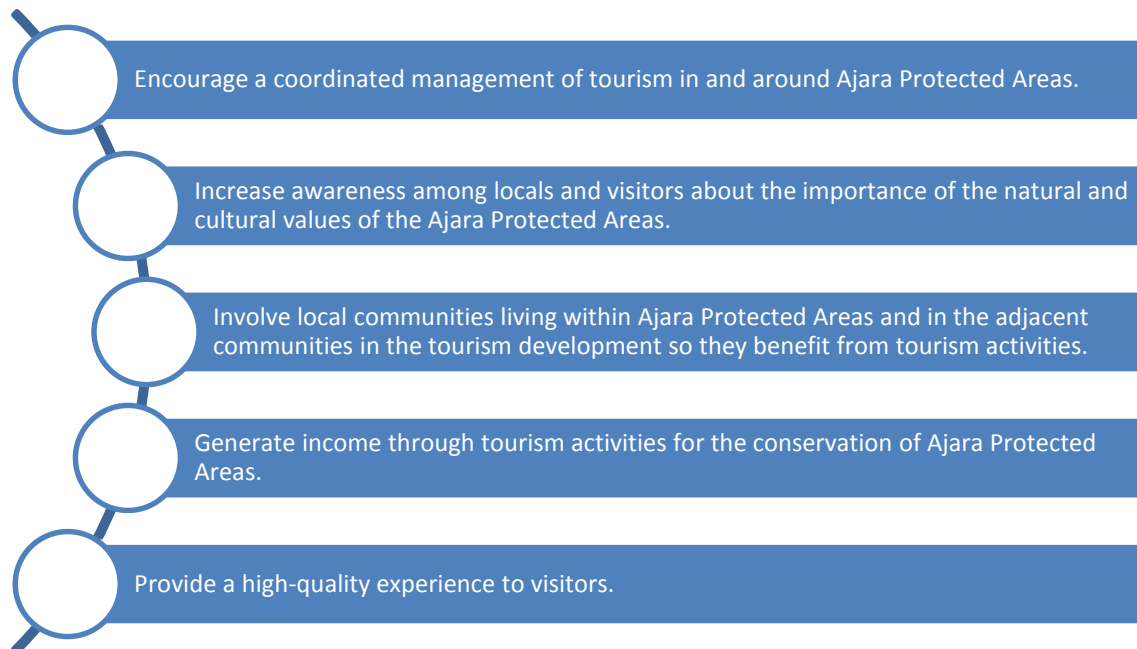 Encourage a coordinated management of tourism in and around Ajara Protected Areas.
Increase awareness among locals and visitors about the importance of the natural and
cultural values of the Ajara Protected Areas.
Involve local communities living within Ajara Protected Areas and in the adjacent
communities in the tourism development so they benefit from tourism activities.
Generate income through tourism activities for the conservation of Ajara Protected
Areas.
Provide a high-quality experience to visitors.